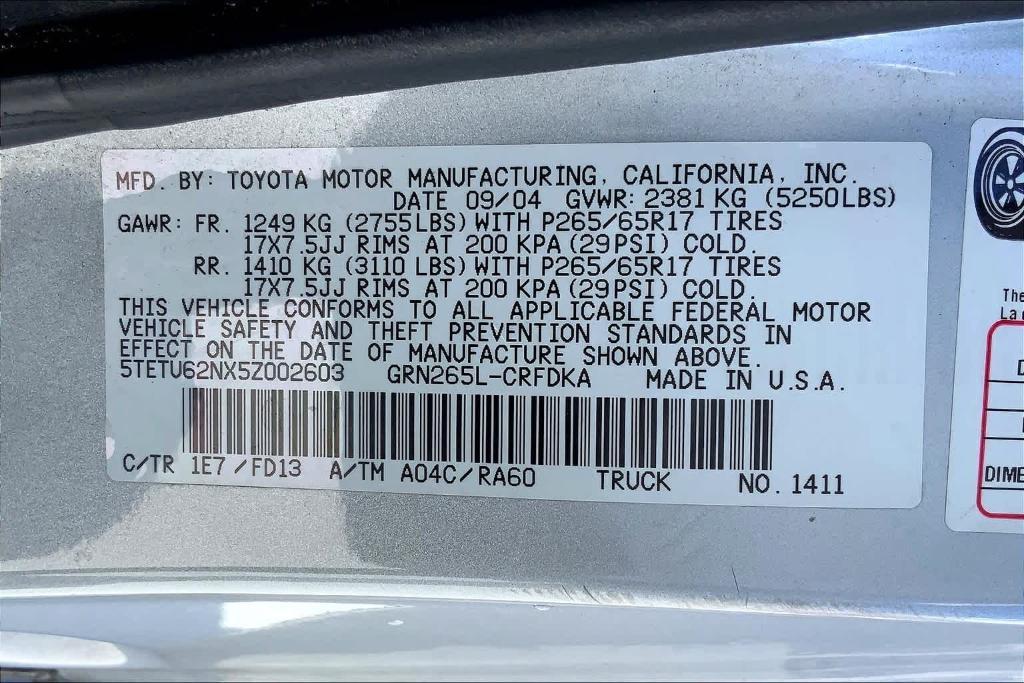 MFD. BY: TOYOTA MOTOR MANUFACTURING, CALIFORNIA, INC.
DATE 09/04 GVWR: 2381 KG (5250LBS)
GAWR: FR. 1249 KG (2755LBS) WITH P265/65R17 TIRES
17X7.5JJ RIMS AT 200 KPA (29PSI) COLD.
RR. 1410 KG (3110 LBS) WITH P265/65R17 TIRES
17X7.5JJ RIMS AT 200 KPA (29PSI) COLD.
THIS VEHICLE CONFORMS TO ALL APPLICABLE FEDERAL MOTOR
VEHICLE SAFETY AND THEFT PREVENTION STANDARDS IN
EFFECT ON THE DATE OF MANUFACTURE SHOWN ABOVE.
5TETU62NX5Z002603 GRN265L-CRFDKA MADE IN U.S.A.
C/TR 1E7/FD13 A/TM A04C/RA60 TRUCK NO. 1411
The
La
DIME